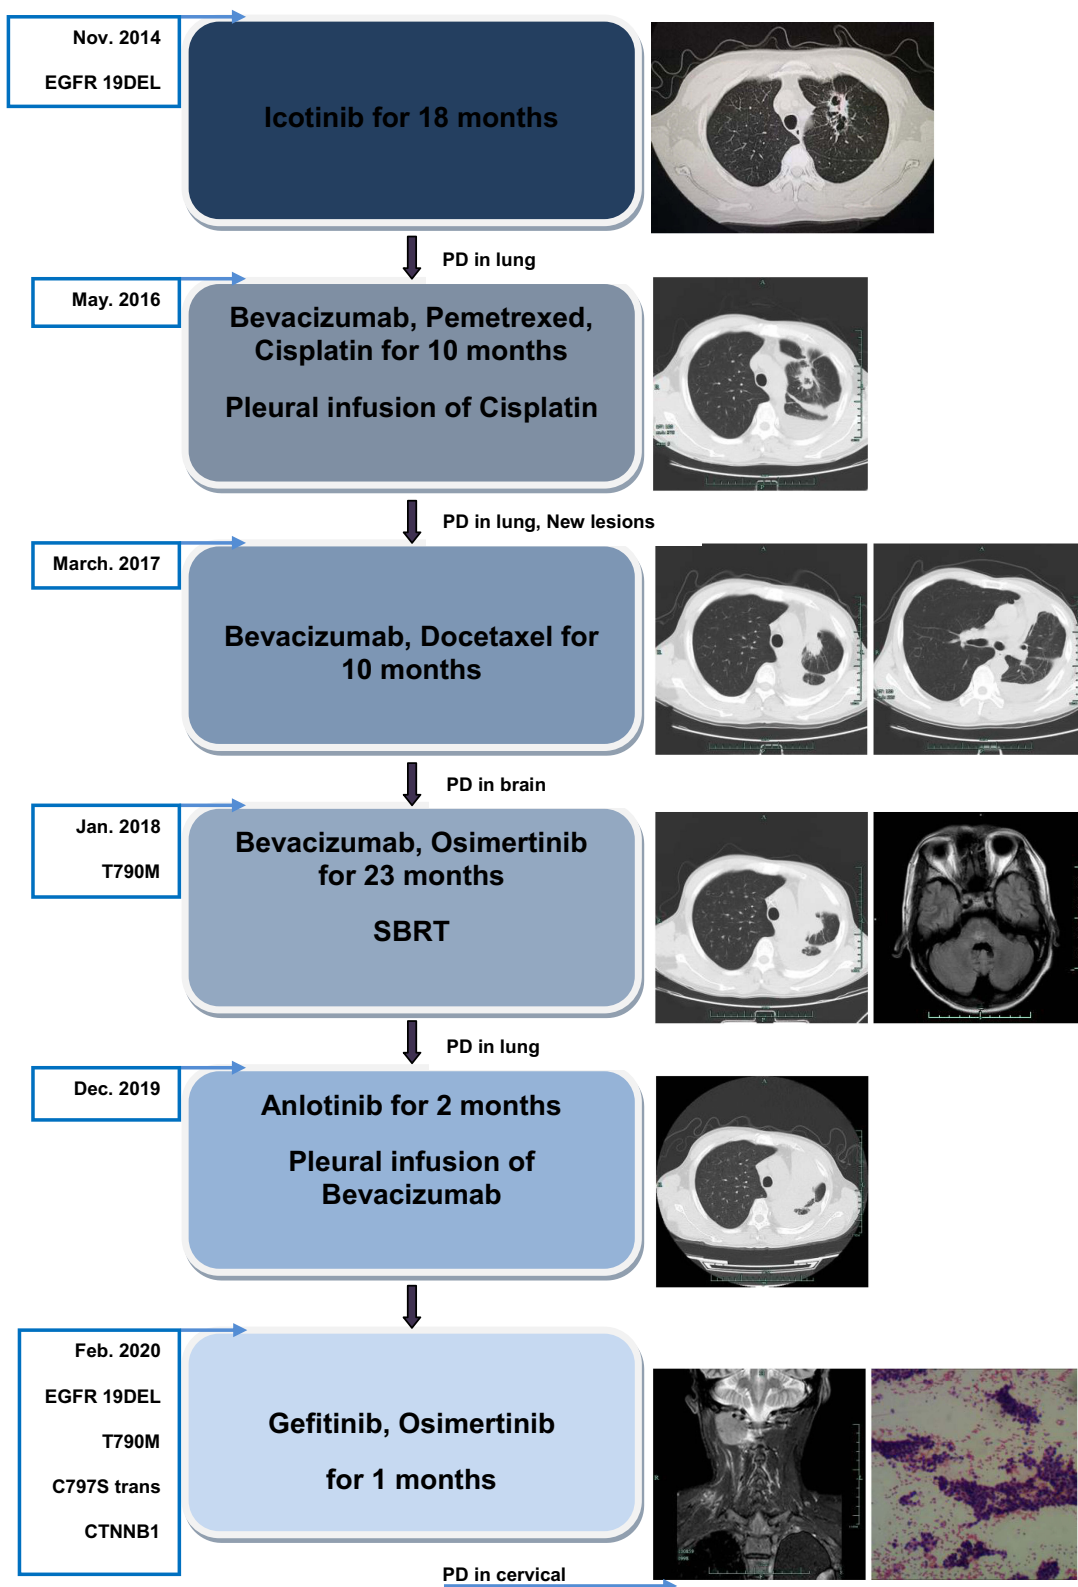 Nov. 2014
EGFR 19DEL
Icotinib for 18 months
PD in lung
May. 2016
Bevacizumab, Pemetrexed,
Cisplatin for 10 months
Pleural infusion of Cisplatin
PD in lung, New lesions
March. 2017
Bevacizumab, Docetaxel for
10 months
PD in brain
Jan. 2018
T790M
Bevacizumab, Osimertinib
for 23 months
SBRT
PD in lung
Dec. 2019
Anlotinib for 2 months
Pleural infusion of
Bevacizumab
Feb. 2020
EGFR 19DEL
T790M
C797S trans
CTNNB1
Gefitinib, Osimertinib
for 1 months
PD in cervical